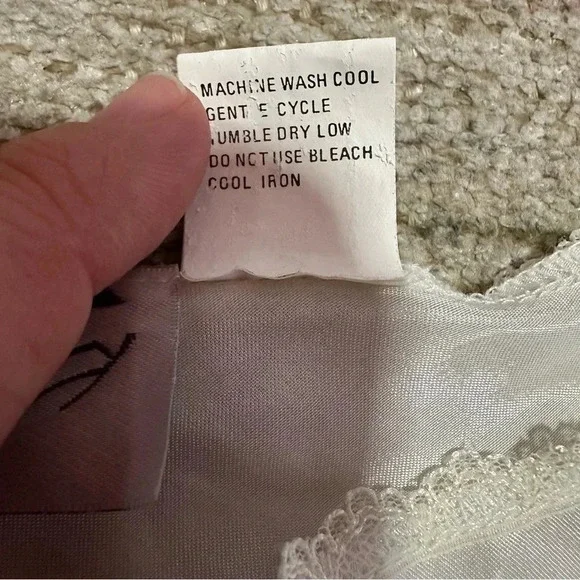 MACHINE WASH COOL
GENTLE CYCLE
TUMBLE DRY LOW
DO NOT USE BLEACH
COOL IRON